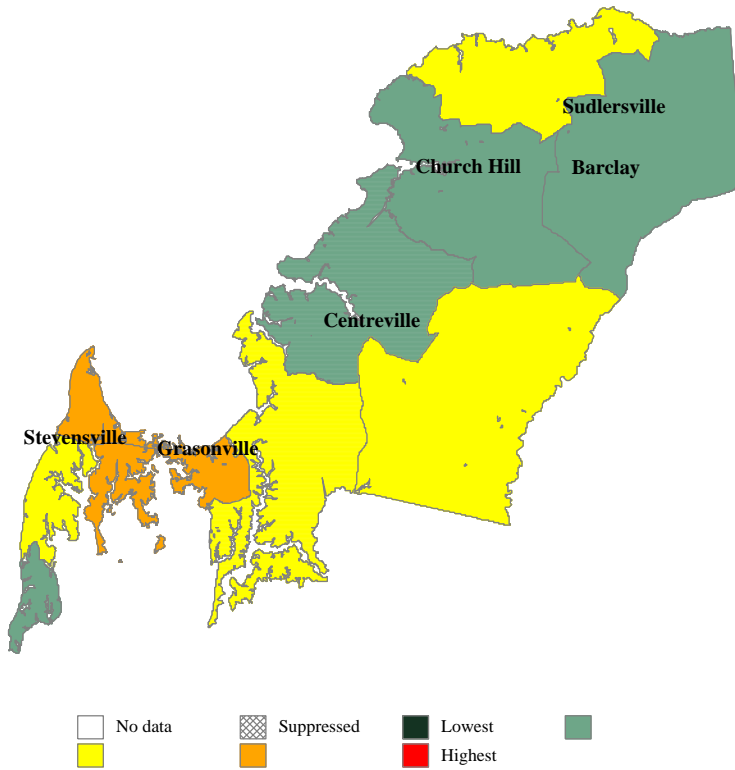 Sudlersville
Church Hill
Barclay
Centreville
Stevensville
Grasonville
No data
Suppressed
Lowest
Highest